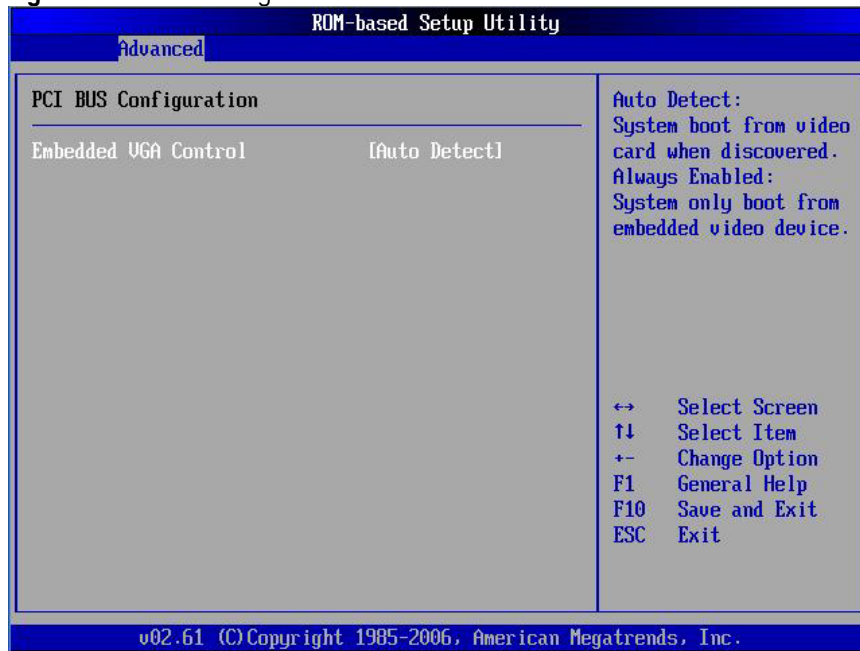 ROM-based Setup Utility
Advanced
PCI BUS Configuration
Embedded VGA Control [Auto Detect]
Auto Detect:
System boot from video
card when discovered.
Always Enabled:
System only boot from
embedded video device.
↔ Select Screen
↑↓ Select Item
+- Change Option
F1 General Help
F10 Save and Exit
ESC Exit
v02.61 (C)Copyright 1985-2006, American Megatrends, Inc.